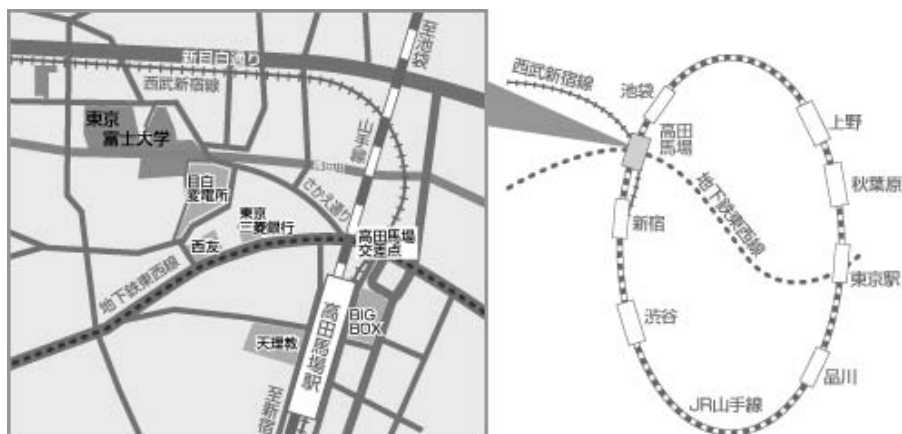 至池袋
新目白通り
西武新宿線
山手線
東京
富士大学
目白
変電所
さかえ通り
東京
三菱銀行
西友
高田馬場
交差点
地下鉄東西線
BIG
BOX
高田馬場駅
天理教
至新宿
西武新宿線
池袋
高田
馬場
上野
秋葉原
新宿
地下鉄東西線
東京駅
渋谷
品川
JR山手線